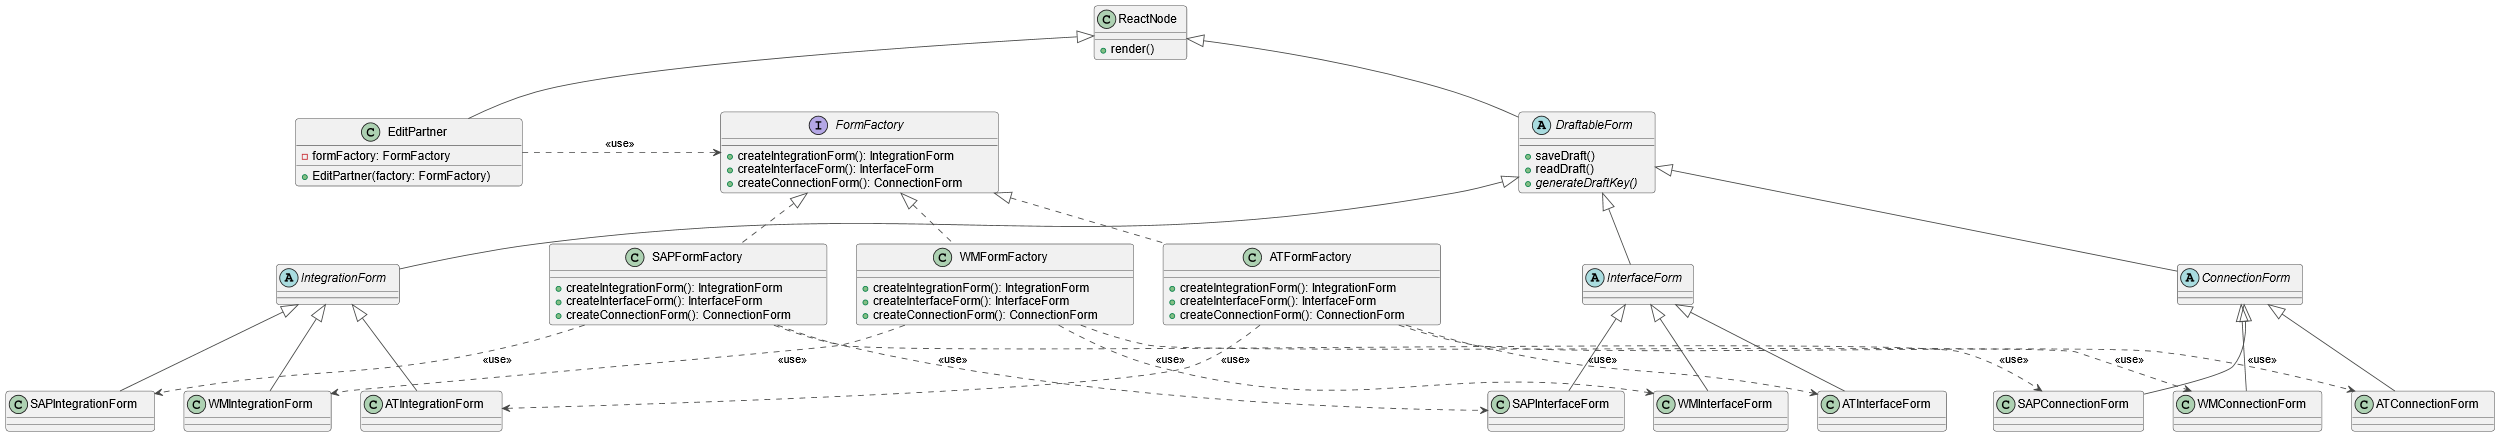 C ReactNode
render()
C EditPartner
formFactory: FormFactory
EditPartner(factory: FormFactory)
«use»
I FormFactory
createIntegrationForm(): IntegrationForm
createInterfaceForm(): InterfaceForm
createConnectionForm(): ConnectionForm
A DraftableForm
saveDraft()
readDraft()
generateDraftKey()
A IntegrationForm
C SAPFormFactory
createIntegrationForm(): IntegrationForm
createInterfaceForm(): InterfaceForm
createConnectionForm(): ConnectionForm
C WMFormFactory
createIntegrationForm(): IntegrationForm
createInterfaceForm(): InterfaceForm
createConnectionForm(): ConnectionForm
C ATFormFactory
createIntegrationForm(): IntegrationForm
createInterfaceForm(): InterfaceForm
createConnectionForm(): ConnectionForm
A InterfaceForm
A ConnectionForm
«use»
«use»
«use»
«use»
«use»
«use»
«use»
«use»
«use»
C SAPIntegrationForm
C WMIntegrationForm
C ATIntegrationForm
C SAPInterfaceForm
C WMInterfaceForm
C ATInterfaceForm
C SAPConnectionForm
C WMConnectionForm
C ATConnectionForm